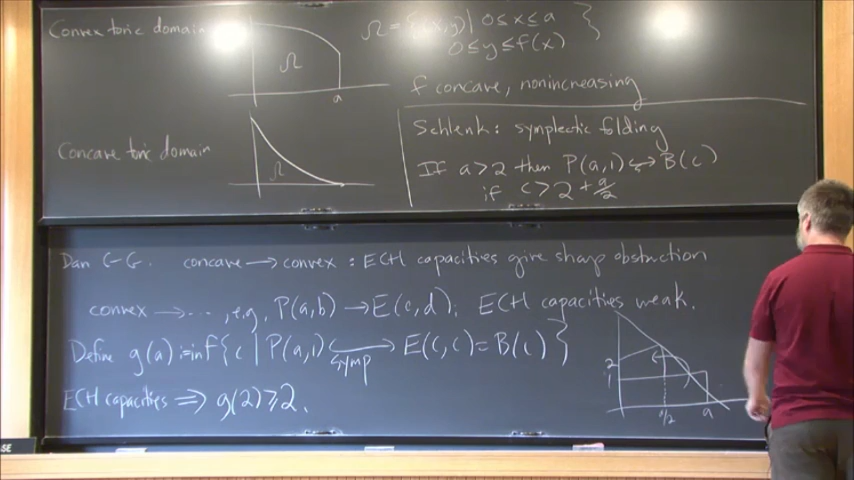 Convex toric domain
Ω
a
Ω = {(x,y) | 0≤x≤a
0≤y≤f(x) }
f concave, nonincreasing
Concave toric domain
Ω
Schlenk: symplectic folding
If a>2 then P(a,1) ↪ B(c)
if c > 2 + a/2
Dan C-G. concave → convex : ECH capacities give sharp obstruction
convex → ..., e.g. P(a,b) → E(c,d); ECH capacities weak.
Define g(a) := inf{ c | P(a,1) ↪ symp E(c,c) = B(c) }
ECH capacities ⇒ g(2) ≥ 2.
2
1
a/2
a
SE